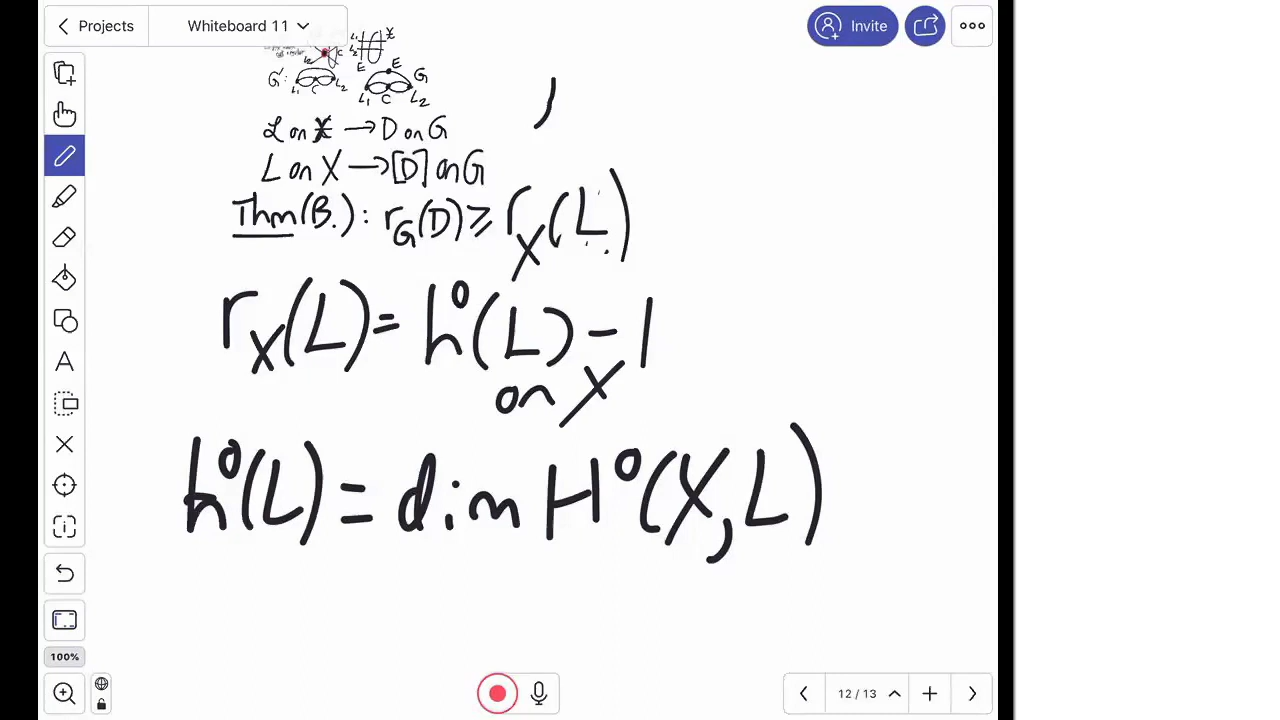 Projects
Whiteboard 11
Invite
E
E
G
G'
C
L₂
L₁
C
L₂
ℒ on 𝔛 → D on G
L on X → [D] on G
Thm (B.): r_G(D) ≥ r_X(L)
r_X(L) = h⁰(L) - 1
on X
h⁰(L) = dim H⁰(X, L)
100%
12 / 13